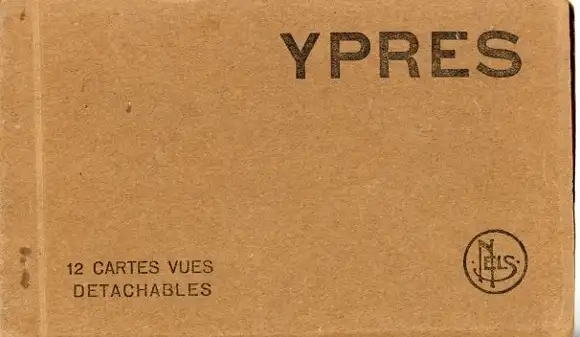 YPRES
12 CARTES VUES
DETACHABLES
NELS